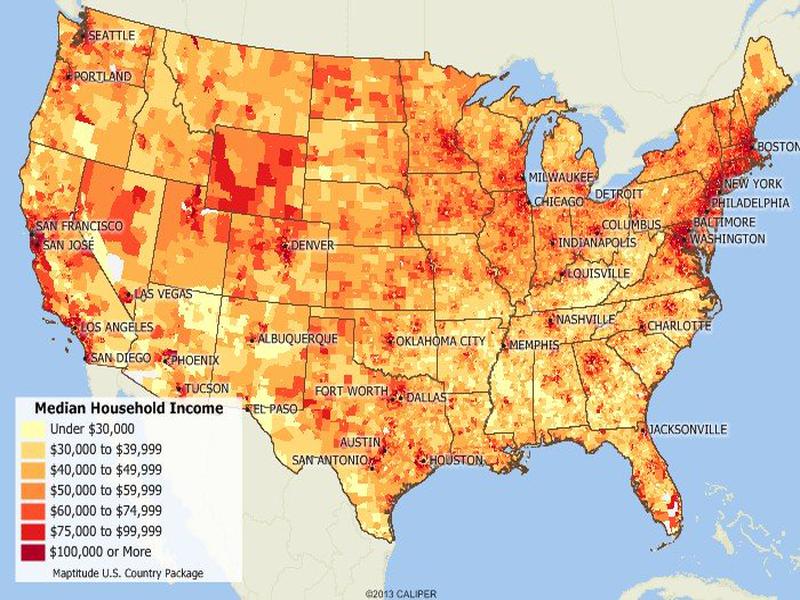 SEATTLE
PORTLAND
BOSTON
MILWAUKEE
CHICAGO
DETROIT
NEW YORK
PHILADELPHIA
SAN FRANCISCO
COLUMBUS
BALTIMORE
SAN JOSE
DENVER
INDIANAPOLIS
WASHINGTON
LOUISVILLE
LAS VEGAS
LOS ANGELES
ALBUQUERQUE
OKLAHOMA CITY
NASHVILLE
CHARLOTTE
MEMPHIS
SAN DIEGO
PHOENIX
TUCSON
FORT WORTH
DALLAS
EL PASO
JACKSONVILLE
AUSTIN
SAN ANTONIO
HOUSTON
Median Household Income
Under $30,000
$30,000 to $39,999
$40,000 to $49,999
$50,000 to $59,999
$60,000 to $74,999
$75,000 to $99,999
$100,000 or More
Maptitude U.S. Country Package
©2013 CALIPER